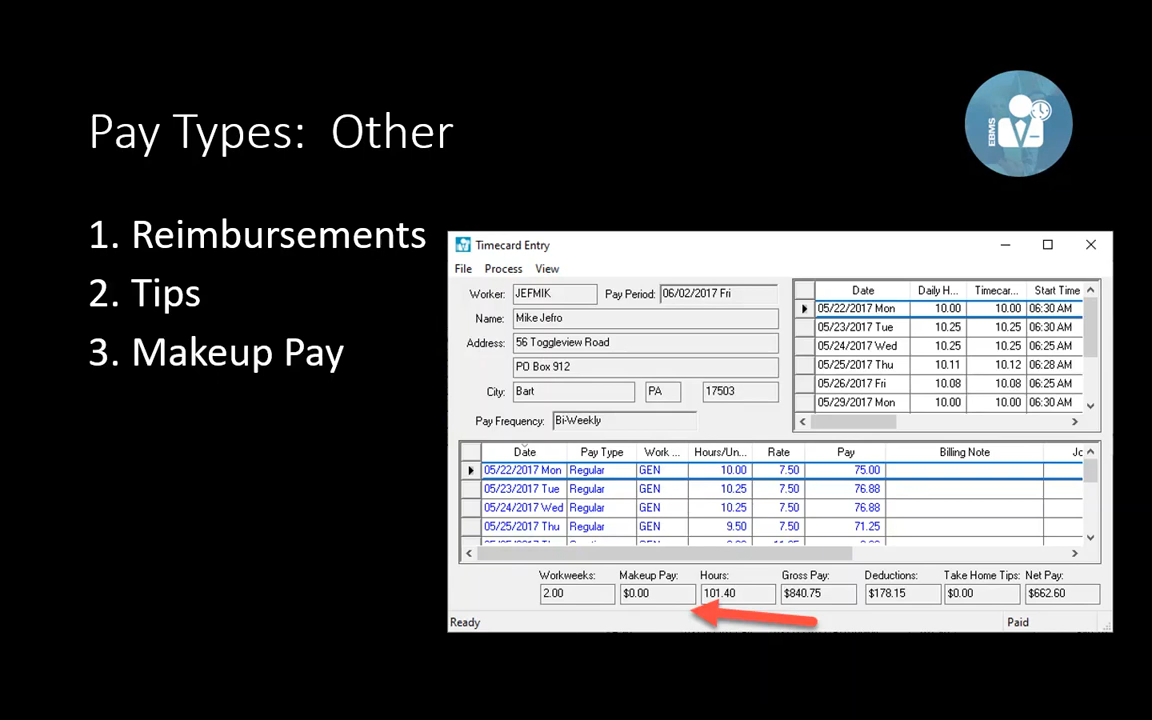 Pay Types:  Other
EBMS
1. Reimbursements
2. Tips
3. Makeup Pay
Timecard Entry
File Process View
Worker: JEFMIK Pay Period: 06/02/2017 Fri
Name: Mike Jefro
Address: 56 Toggleview Road
PO Box 912
City: Bart PA 17503
Pay Frequency: Bi-Weekly
Date Daily H... Timecar... Start Time
05/22/2017 Mon 10.00 10.00 06:30 AM
05/23/2017 Tue 10.25 10.25 06:30 AM
05/24/2017 Wed 10.25 10.25 06:25 AM
05/25/2017 Thu 10.11 10.12 06:28 AM
05/26/2017 Fri 10.08 10.08 06:25 AM
05/29/2017 Mon 10.00 10.00 06:30 AM
Date Pay Type Work ... Hours/Un... Rate Pay Billing Note Jo
05/22/2017 Mon Regular GEN 10.00 7.50 75.00
05/23/2017 Tue Regular GEN 10.25 7.50 76.88
05/24/2017 Wed Regular GEN 10.25 7.50 76.88
05/25/2017 Thu Regular GEN 9.50 7.50 71.25
Workweeks: Makeup Pay: Hours: Gross Pay: Deductions: Take Home Tips: Net Pay:
2.00 $0.00 101.40 $840.75 $178.15 $0.00 $662.60
Ready Paid